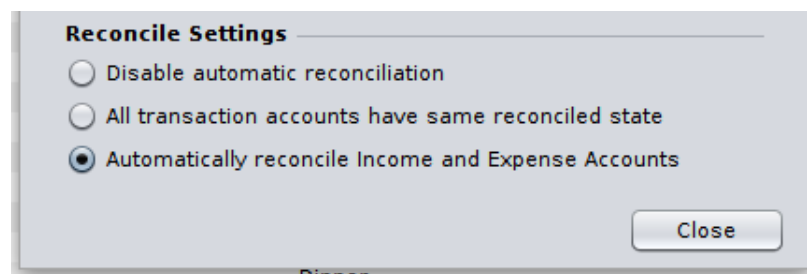 Reconcile Settings
Disable automatic reconciliation
All transaction accounts have same reconciled state
Automatically reconcile Income and Expense Accounts
Close